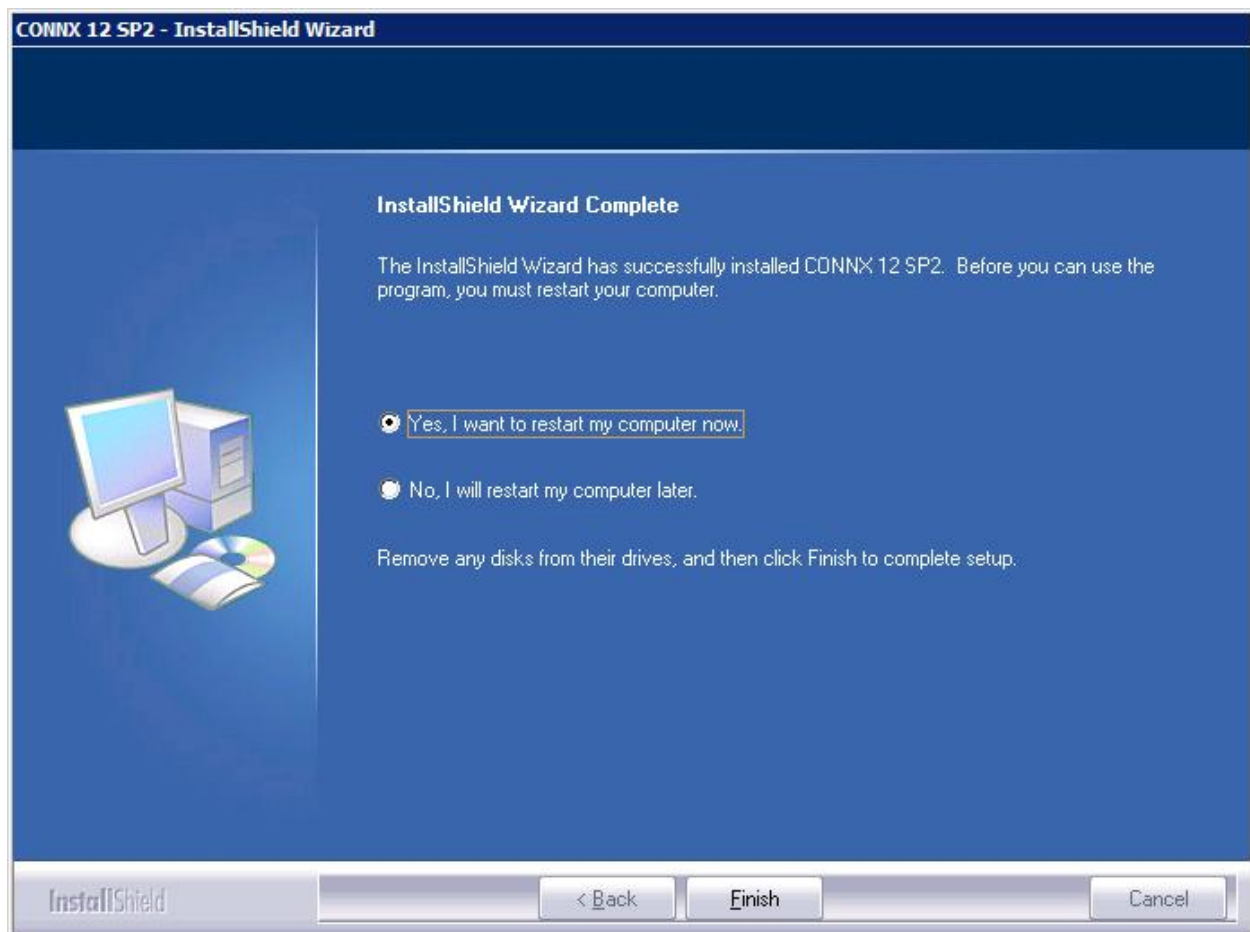 CONNX 12 SP2 - InstallShield Wizard
InstallShield Wizard Complete
The InstallShield Wizard has successfully installed CONNX 12 SP2.  Before you can use the
program, you must restart your computer.
Yes, I want to restart my computer now.
No, I will restart my computer later.
Remove any disks from their drives, and then click Finish to complete setup.
InstallShield
< Back
Finish
Cancel